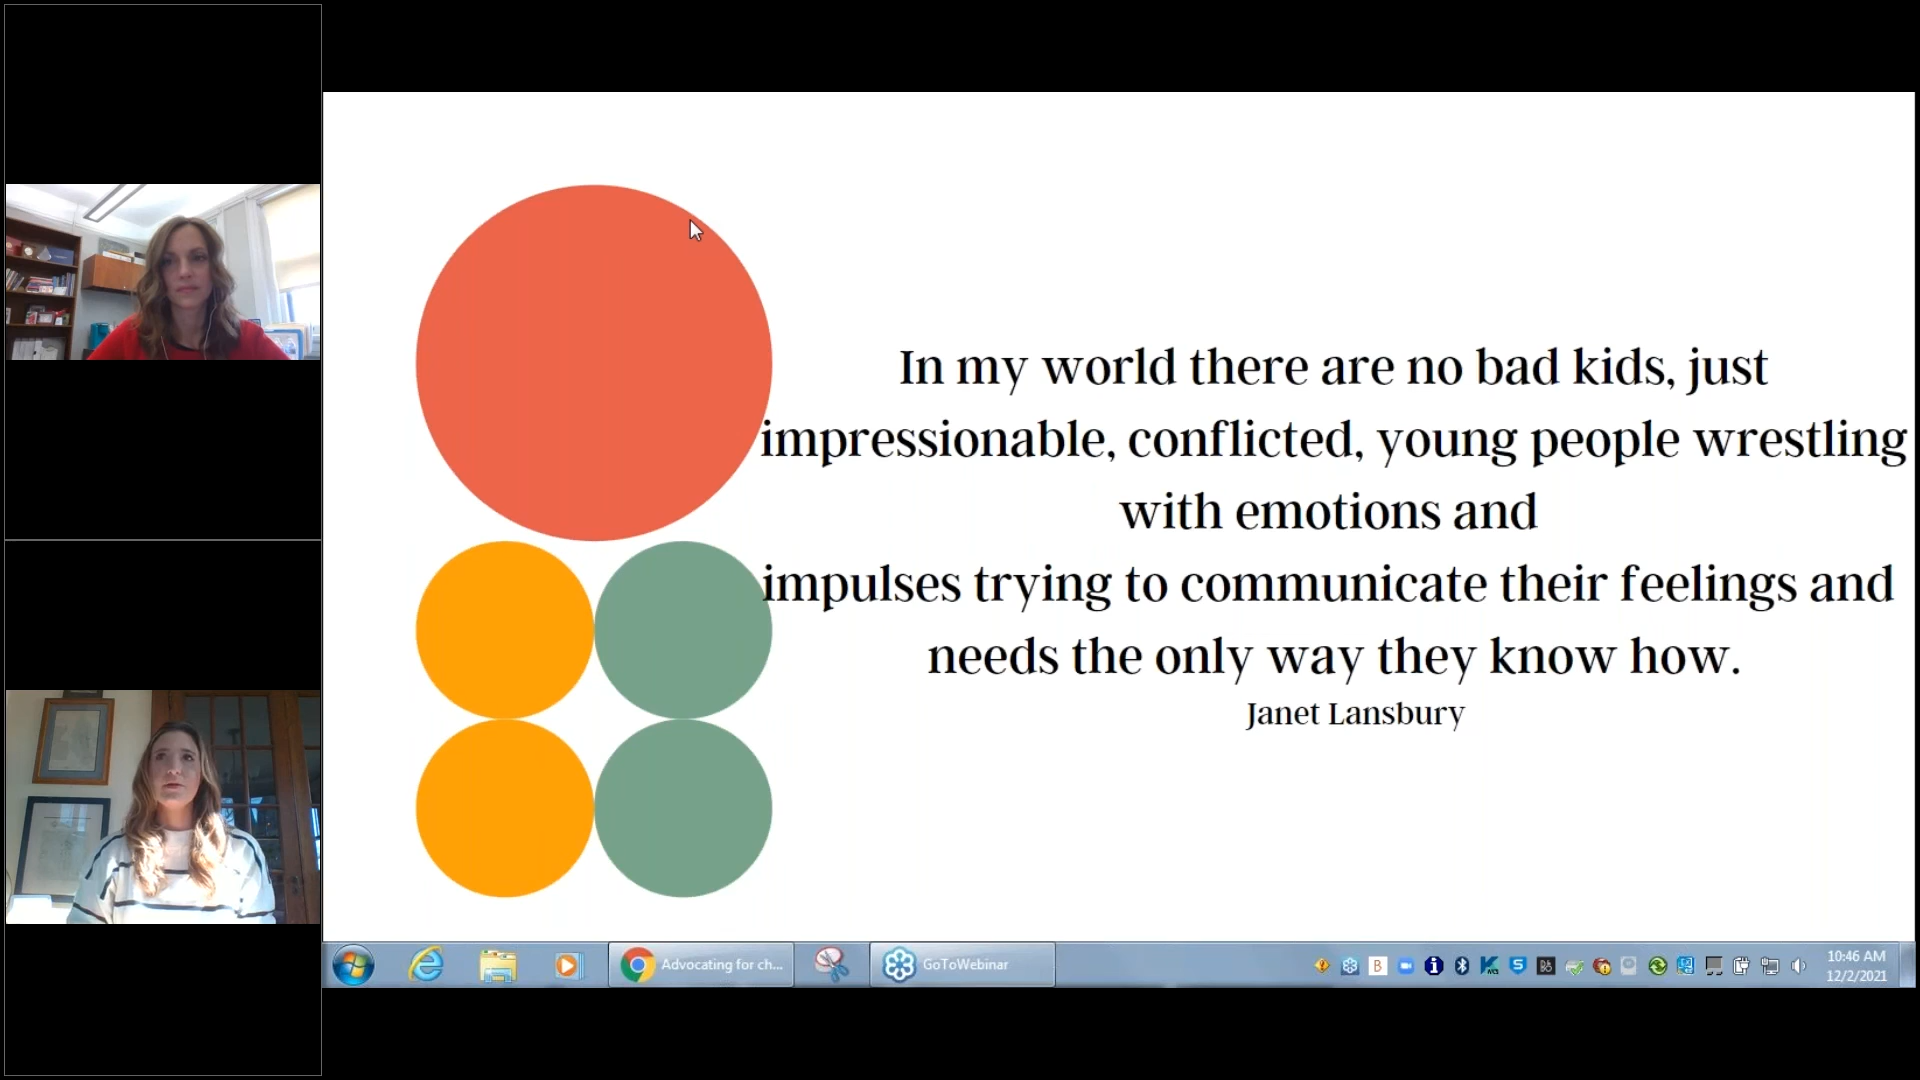 In my world there are no bad kids, just
impressionable, conflicted, young people wrestling
with emotions and
impulses trying to communicate their feelings and
needs the only way they know how.
Janet Lansbury
Advocating for ch...
GoToWebinar
10:46 AM
12/2/2021